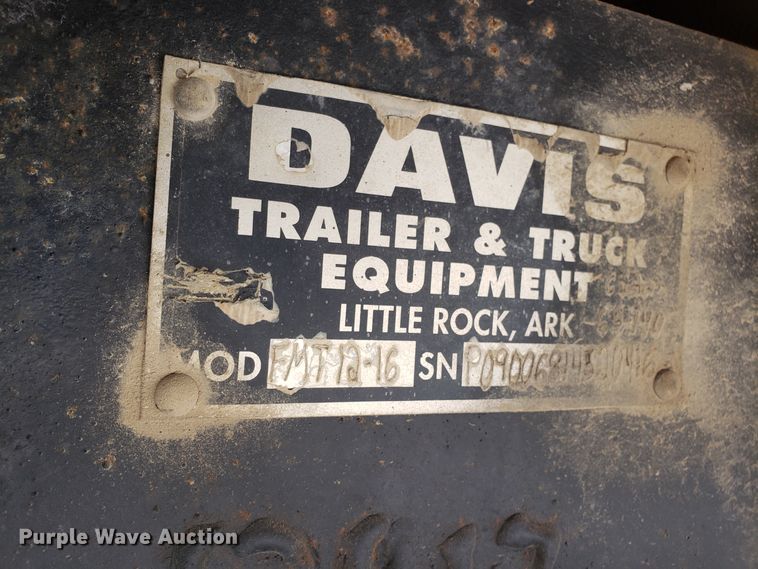 DAVIS
TRAILER & TRUCK
EQUIPMENT
LITTLE ROCK, ARK
MOD FMT 12-16 SN
Purple Wave Auction